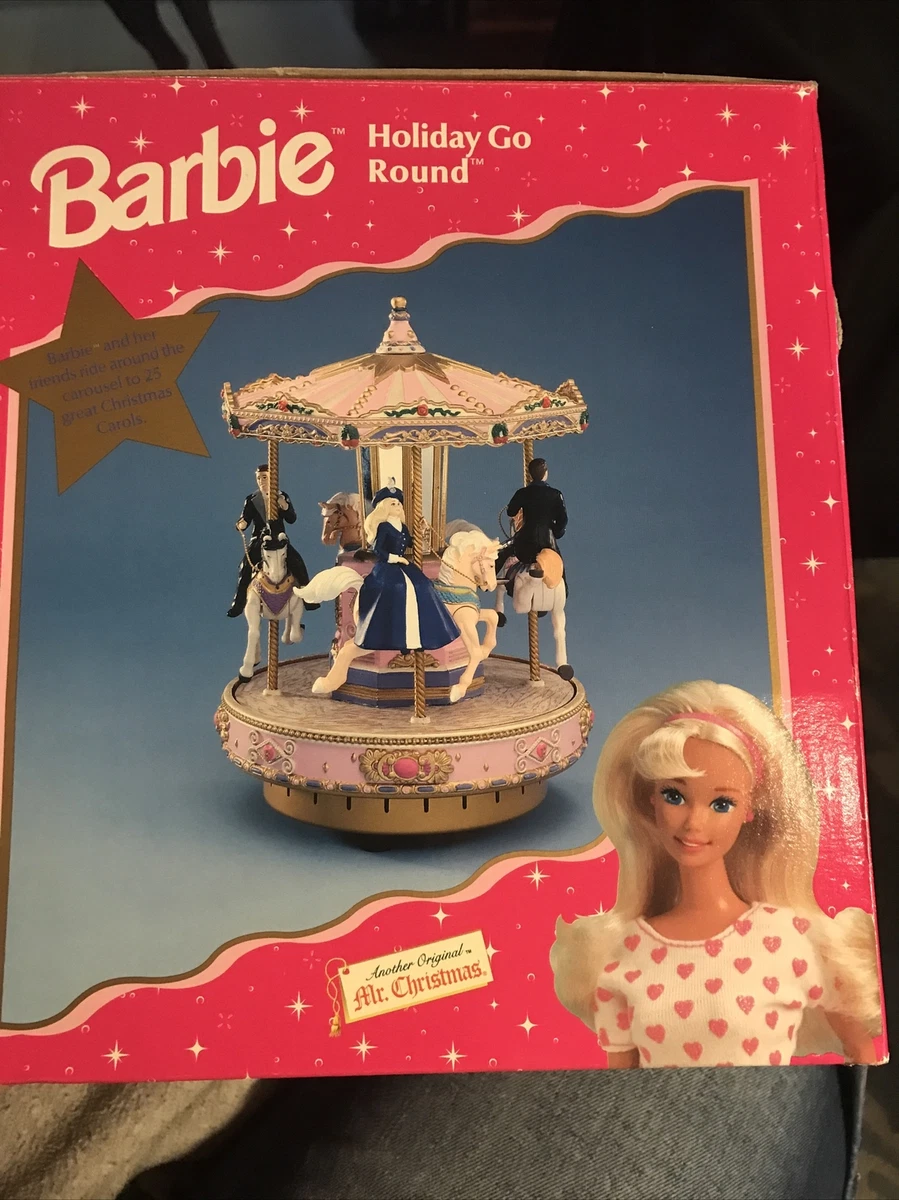 Barbie™
Holiday Go
Round™
Barbie™ and her
friends ride around the
carousel to 25
great Christmas
Carols.
Another Original™
Mr. Christmas®